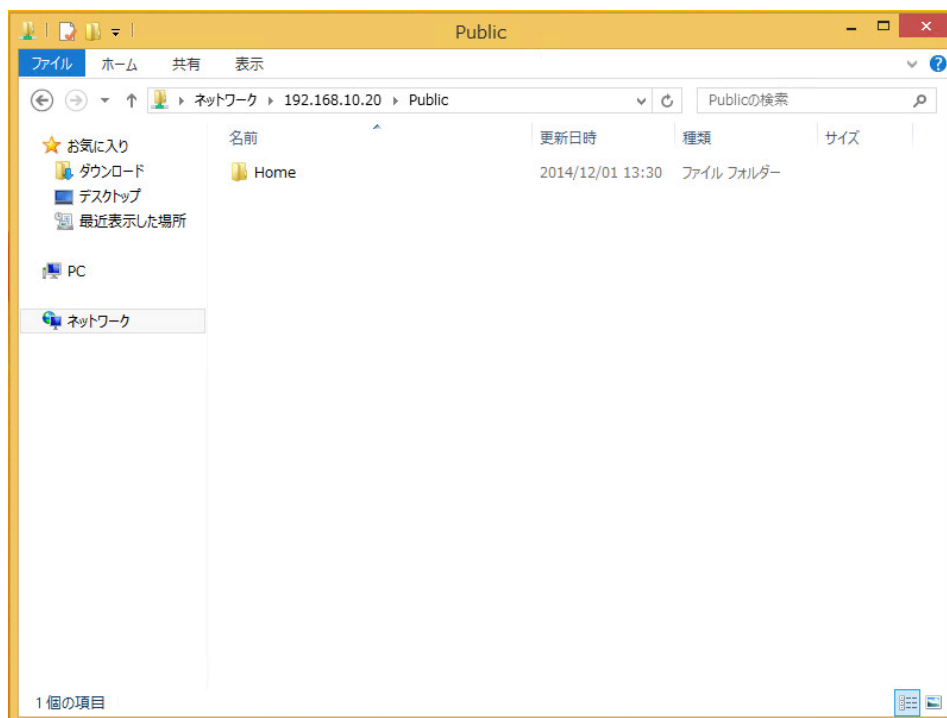 Public
ファイル ホーム 共有 表示
ネットワーク 192.168.10.20 Public Publicの検索
名前 更新日時 種類 サイズ
お気に入り
ダウンロード
デスクトップ
最近表示した場所
PC
ネットワーク
Home 2014/12/01 13:30 ファイル フォルダー
1 個の項目